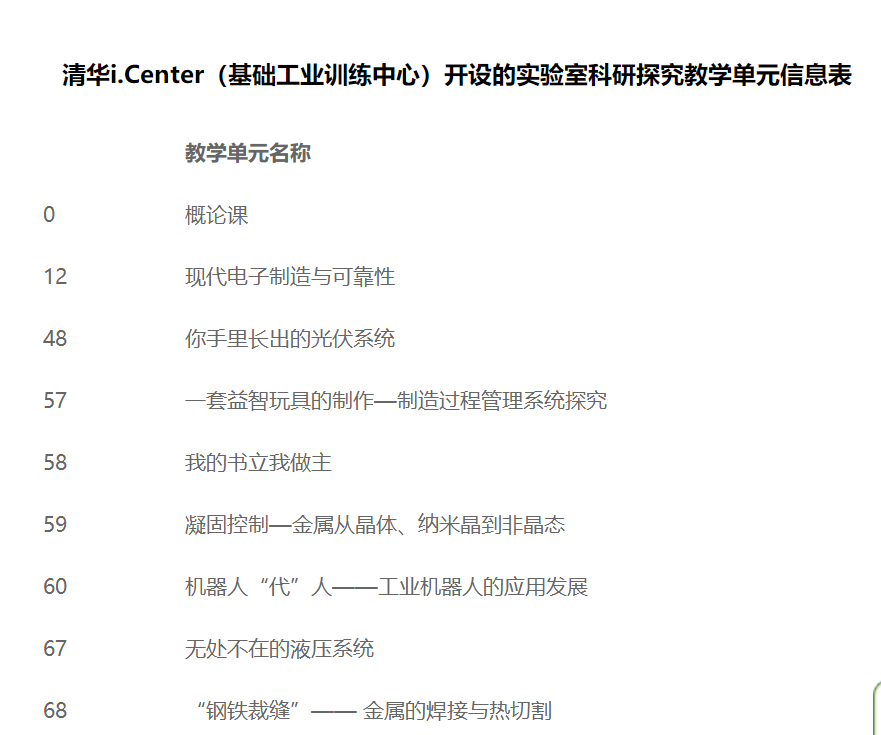 清华i.Center（基础工业训练中心）开设的实验室科研探究教学单元信息表
教学单元名称
0 概论课
12 现代电子制造与可靠性
48 你手里长出的光伏系统
57 一套益智玩具的制作—制造过程管理系统探究
58 我的书立我做主
59 凝固控制—金属从晶体、纳米晶到非晶态
60 机器人“代”人——工业机器人的应用发展
67 无处不在的液压系统
68 “钢铁裁缝”—— 金属的焊接与热切割